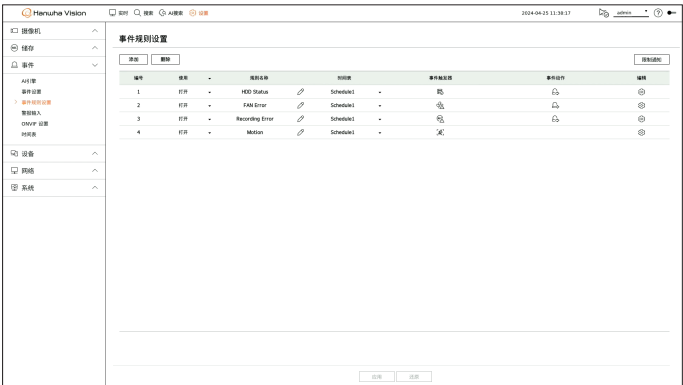 Hanwha Vision
实时 搜索 AI搜索 设置
2024-04-25 11:38:17
admin
摄像机
储存
事件
AI引擎
事件设置
事件规则设置
警报输入
ONVIF 设置
时间表
设备
网络
系统
事件规则设置
添加 删除 限制通知
编号 使用 规则名称 时间表 事件触发器 事件动作 编辑
1 打开 HDD Status Schedule1
2 打开 FAN Error Schedule1
3 打开 Recording Error Schedule1
4 打开 Motion Schedule1